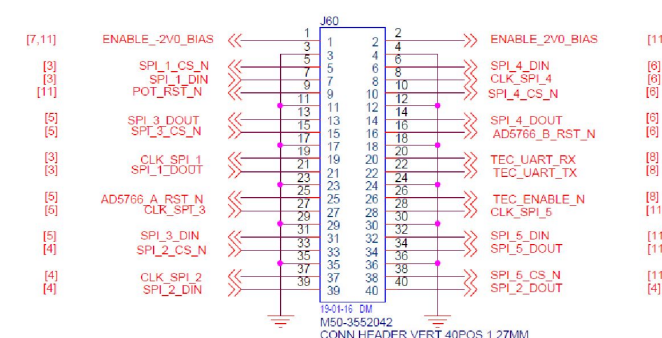 J60
[7,11] ENABLE_-2V0_BIAS 1 1 2 2 ENABLE_2V0_BIAS [11
3 3 4 4
[3] SPI_1_CS_N 5 5 6 6 SPI_4_DIN [6]
[3] SPI_1_DIN 7 7 8 8 CLK_SPI_4 [6]
[11] POT_RST_N 9 9 10 10 SPI_4_CS_N [6]
11 11 12 12
[5] SPI_3_DOUT 13 13 14 14 SPI_4_DOUT [6]
[5] SPI_3_CS_N 15 15 16 16 AD5766_B_RST_N [6]
17 17 18 18
[3] CLK_SPI_1 19 19 20 20 TEC_UART_RX [8]
[3] SPI_1_DOUT 21 21 22 22 TEC_UART_TX [8]
23 23 24 24
[5] AD5766_A_RST_N 25 25 26 26 TEC_ENABLE_N [8]
[5] CLK_SPI_3 27 27 28 28 CLK_SPI_5 [11
29 29 30 30
[5] SPI_3_DIN 31 31 32 32 SPI_5_DIN [11
[4] SPI_2_CS_N 33 33 34 34 SPI_5_DOUT [11
35 35 36 36
[4] CLK_SPI_2 37 37 38 38 SPI_5_CS_N [11
[4] SPI_2_DIN 39 39 40 40 SPI_2_DOUT [4]
19-01-16 DM
M50-3552042
CONN HEADER VERT 40POS 1.27MM